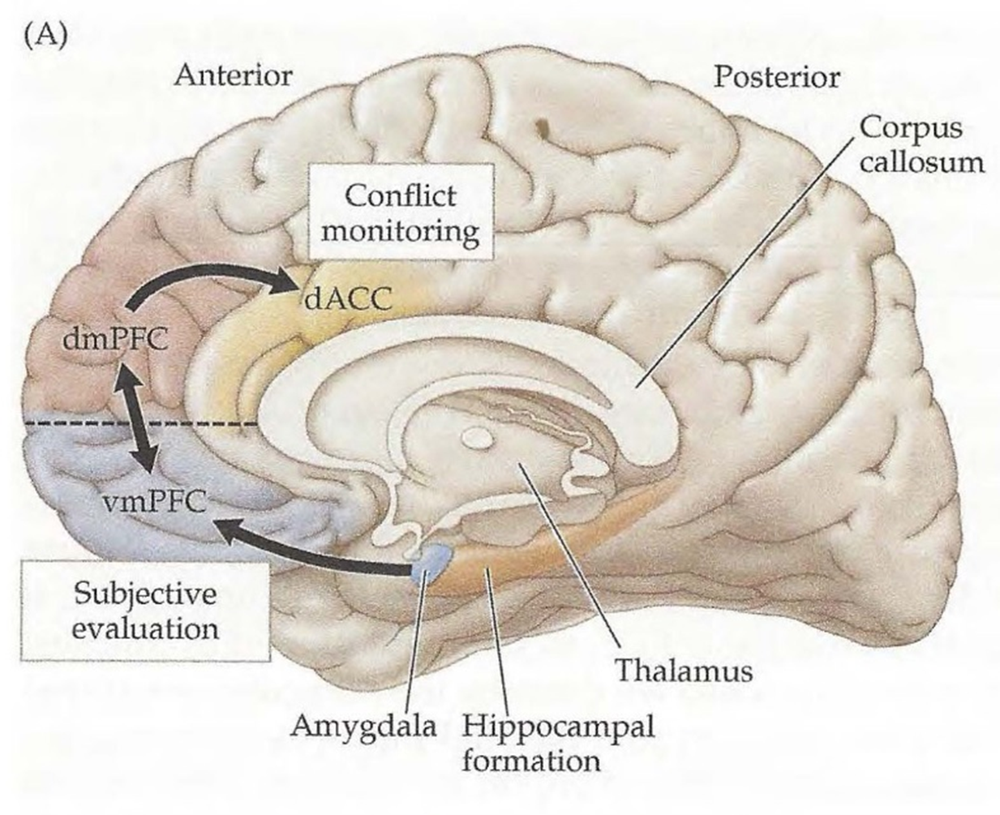 (A)
Anterior
Posterior
Corpus
callosum
Conflict
monitoring
dACC
dmPFC
vmPFC
Subjective
evaluation
Thalamus
Amygdala
Hippocampal
formation